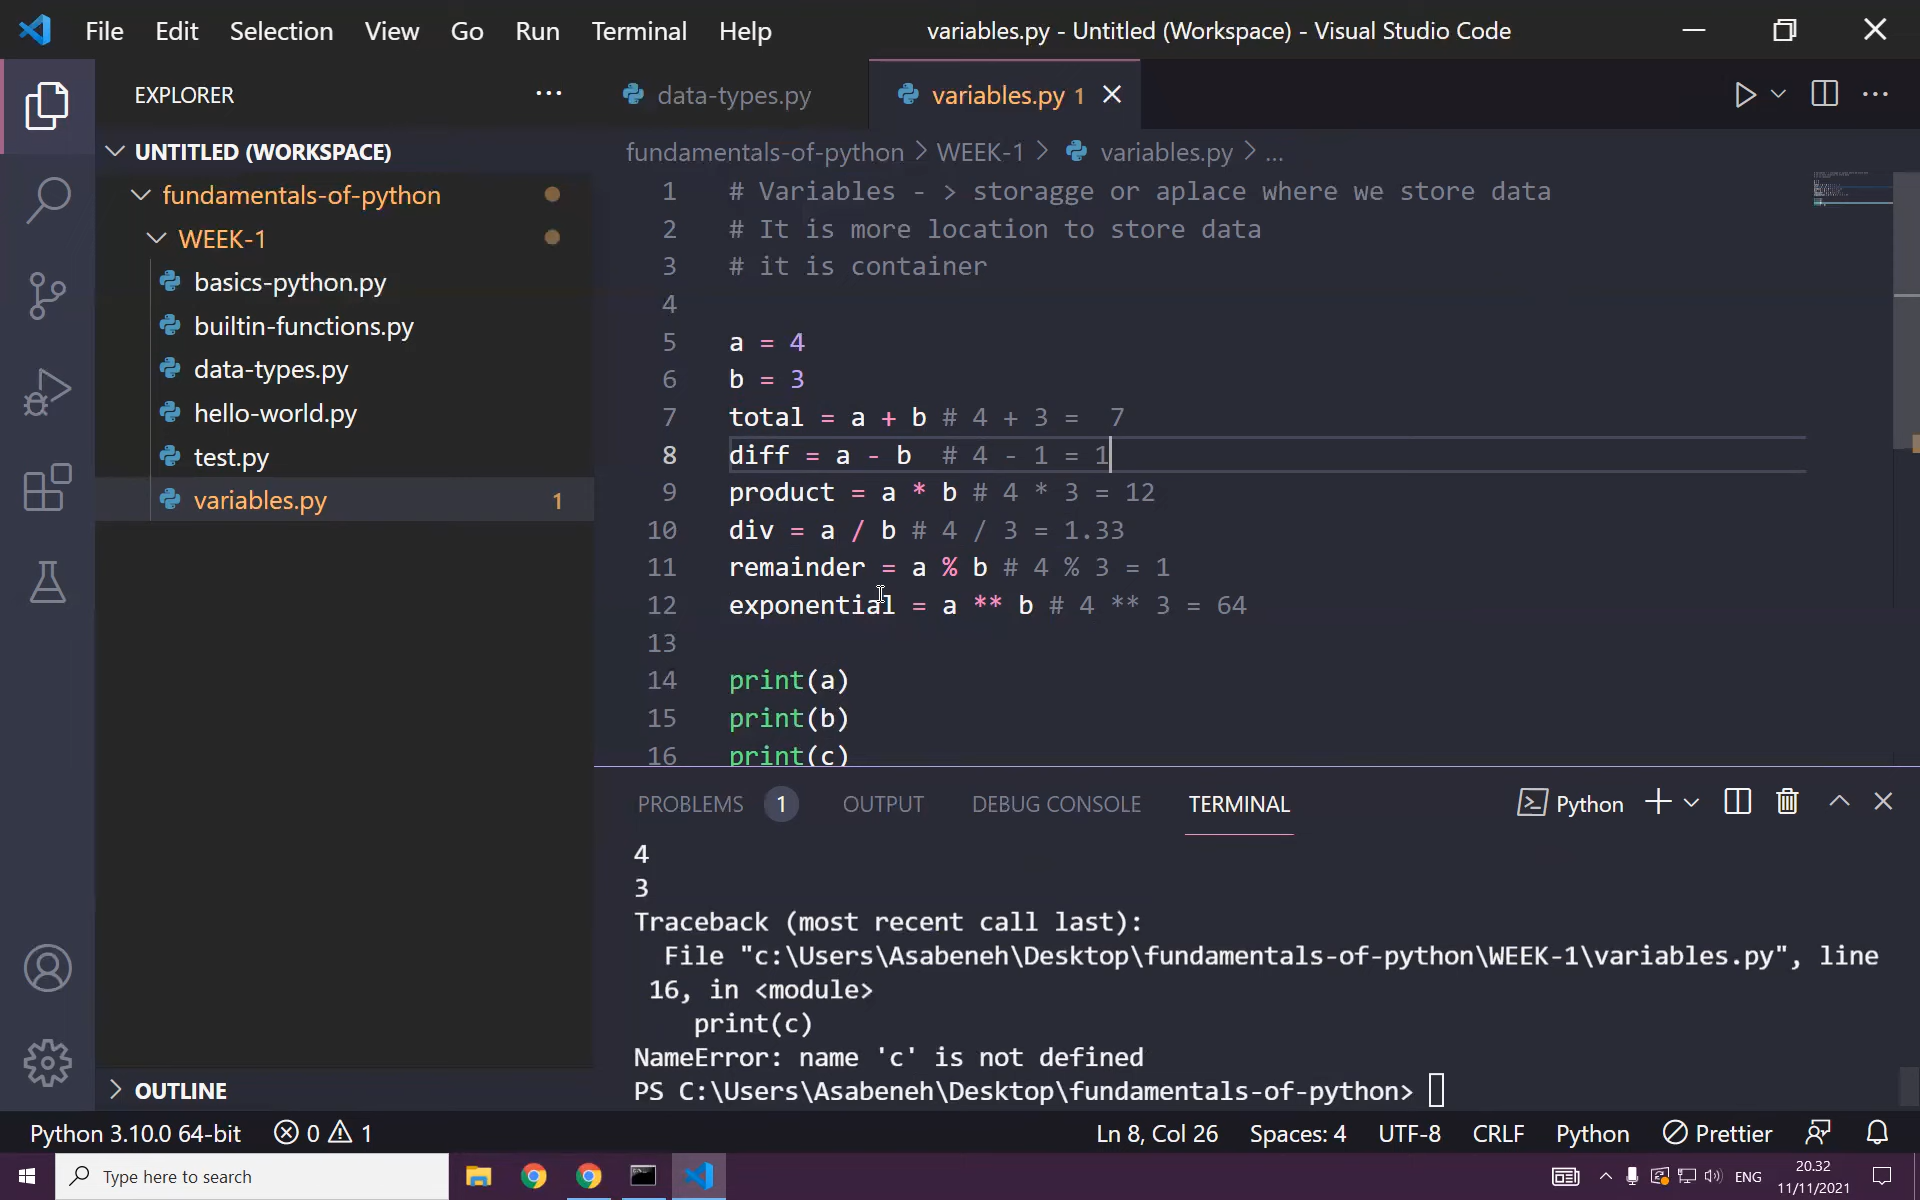 File Edit Selection View Go Run Terminal Help variables.py - Untitled (Workspace) - Visual Studio Code
EXPLORER
data-types.py
variables.py 1
UNTITLED (WORKSPACE)
fundamentals-of-python
WEEK-1
basics-python.py
builtin-functions.py
data-types.py
hello-world.py
test.py
variables.py 1
OUTLINE
fundamentals-of-python > WEEK-1 > variables.py > ...
1 # Variables - > storagge or aplace where we store data
2 # It is more location to store data
3 # it is container
4
5 a = 4
6 b = 3
7 total = a + b # 4 + 3 =  7
8 diff = a - b  # 4 - 1 = 1
9 product = a * b # 4 * 3 = 12
10 div = a / b # 4 / 3 = 1.33
11 remainder = a % b # 4 % 3 = 1
12 exponential = a ** b # 4 ** 3 = 64
13
14 print(a)
15 print(b)
16 print(c)
PROBLEMS 1 OUTPUT DEBUG CONSOLE TERMINAL Python
4
3
Traceback (most recent call last):
  File "c:\Users\Asabeneh\Desktop\fundamentals-of-python\WEEK-1\variables.py", line
 16, in <module>
    print(c)
NameError: name 'c' is not defined
PS C:\Users\Asabeneh\Desktop\fundamentals-of-python>
Python 3.10.0 64-bit 0 1 Ln 8, Col 26 Spaces: 4 UTF-8 CRLF Python Prettier
Type here to search
ENG
20.32
11/11/2021